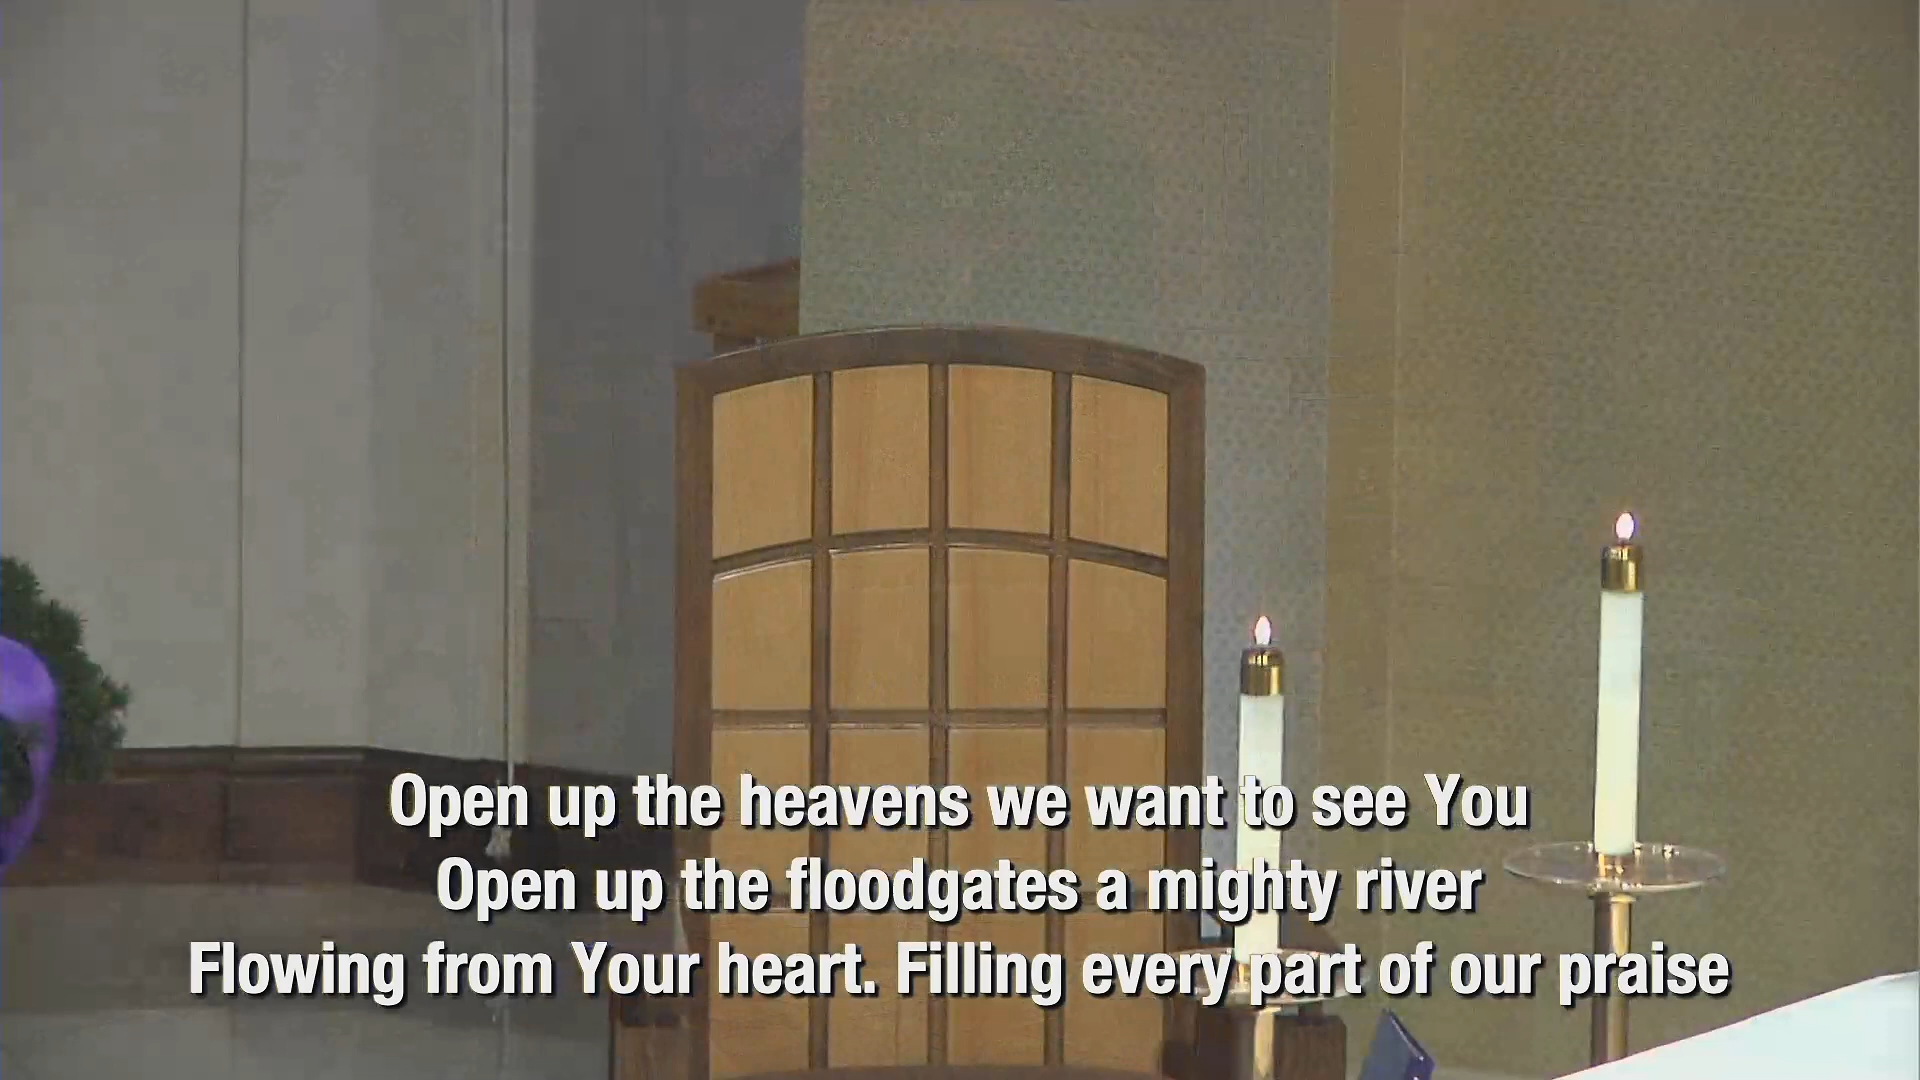 Open up the heavens we want to see You
Open up the floodgates a mighty river
Flowing from Your heart. Filling every part of our praise